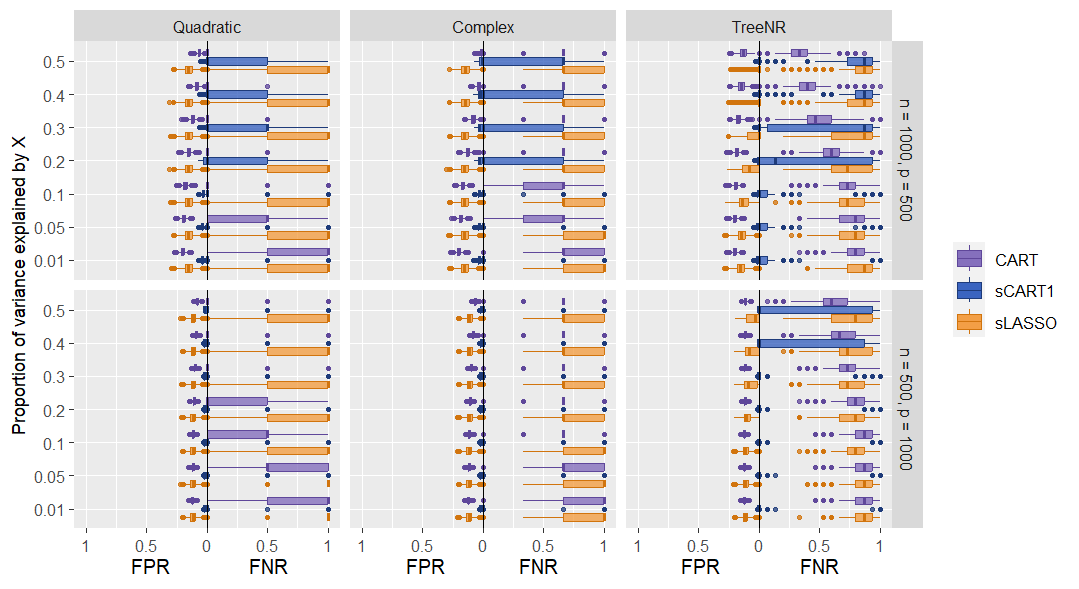 Quadratic Complex TreeNR
Proportion of variance explained by X
0.5
0.4
0.3
0.2
0.1
0.05
0.01
n = 1000, p = 500
0.5
0.4
0.3
0.2
0.1
0.05
0.01
n = 500, p = 1000
1 0.5 0 0.5 1 1 0.5 0 0.5 1 1 0.5 0 0.5 1
FPR FNR FPR FNR FPR FNR
CART
sCART1
sLASSO